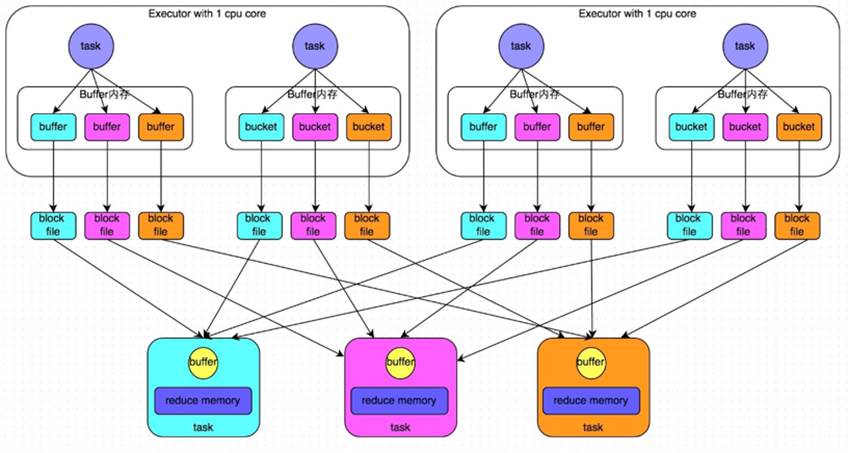 Executor with 1 cpu core
Executor with 1 cpu core
task
task
task
task
Buffer内存
Buffer内存
Buffer内存
Buffer内存
buffer
buffer
buffer
bucket
bucket
bucket
buffer
buffer
buffer
bucket
bucket
bucket
block
file
block
file
block
file
block
file
block
file
block
file
block
file
block
file
block
file
block
file
block
file
block
file
buffer
reduce memory
task
buffer
reduce memory
task
buffer
reduce memory
task